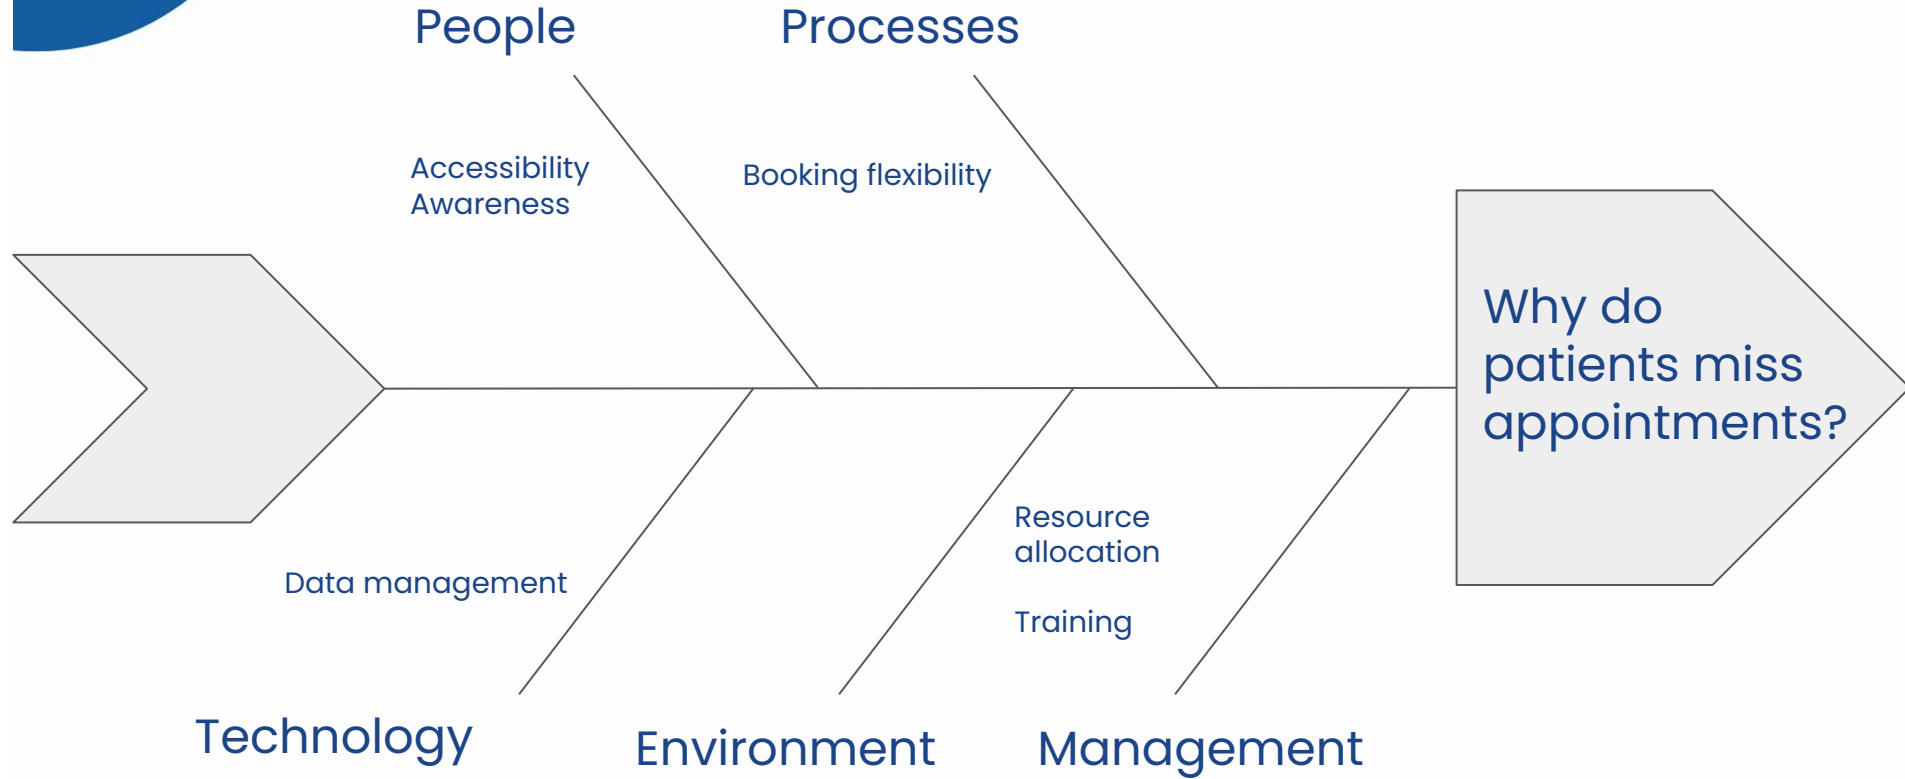 People
Processes
Accessibility
Awareness
Booking flexibility
Why do
patients miss
appointments?
Data management
Resource
allocation
Training
Technology
Environment
Management